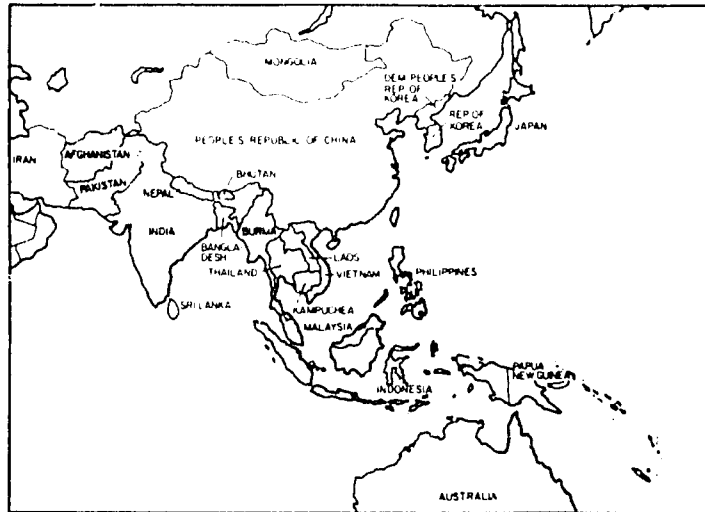 MONGOLIA
DEM PEOPLE'S
REP OF
KOREA
REP OF
KOREA
JAPAN
PEOPLE'S REPUBLIC OF CHINA
IRAN
AFGHANISTAN
PAKISTAN
NEPAL
BHUTAN
INDIA
BURMA
BANGLA
DESH
LAOS
THAILAND
VIETNAM
PHILIPPINES
SRI LANKA
KAMPUCHEA
MALAYSIA
PAPUA
NEW GUINEA
INDONESIA
AUSTRALIA